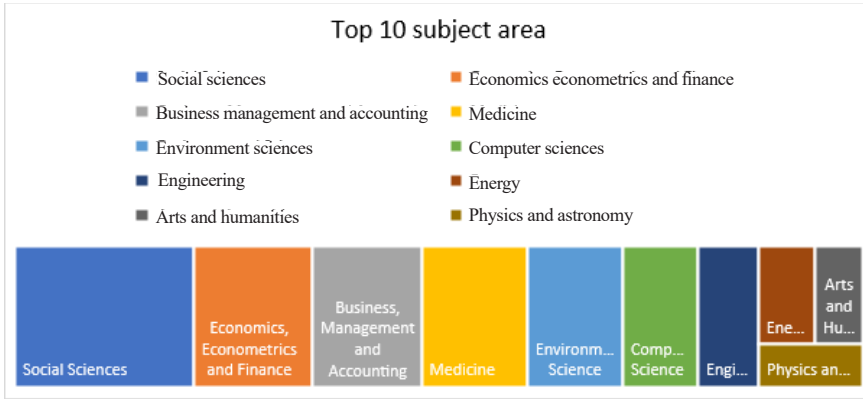 Top 10 subject area
Social sciences
Economics econometrics and finance
Business management and accounting
Medicine
Environment sciences
Computer sciences
Engineering
Energy
Arts and humanities
Physics and astronomy
Social Sciences
Economics,
Econometrics
and Finance
Business,
Management
and
Accounting
Medicine
Environm...
Science
Comp...
Science
Engi...
Ene...
Arts
and
Hu...
Physics an...